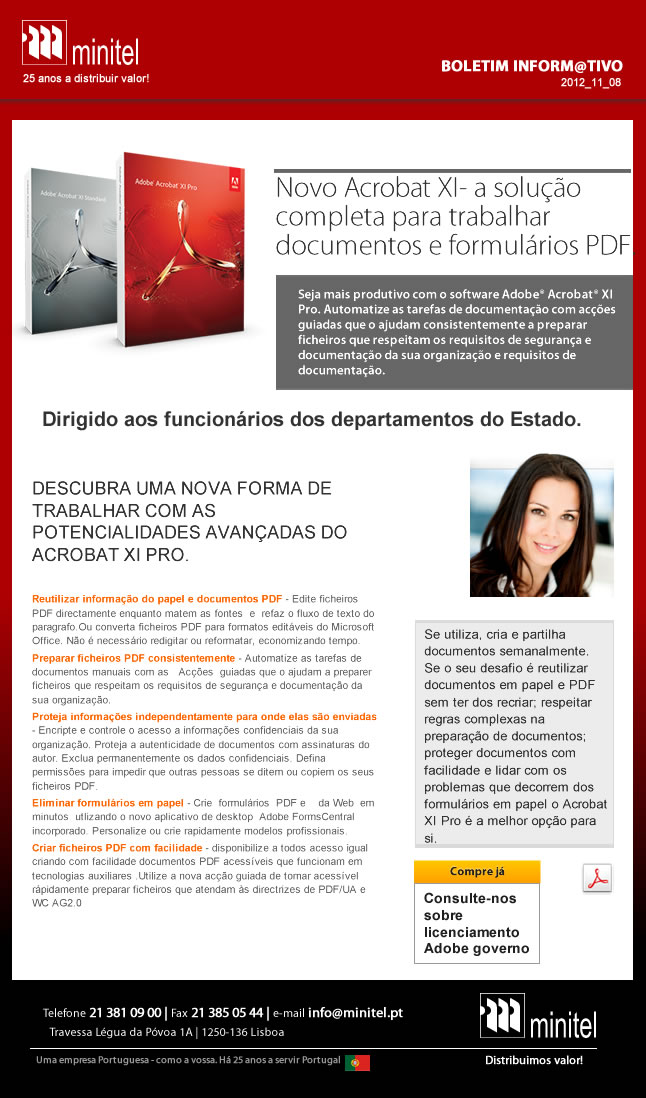 minitel
25 anos a distribuir valor!
BOLETIM INFORM@TIVO
2012_11_08
Adobe® Acrobat® XI Standard
Adobe® Acrobat® XI Pro
Adobe
Novo Acrobat XI- a solução
completa para trabalhar
documentos e formulários PDF
Seja mais produtivo com o software Adobe® Acrobat® XI
Pro. Automatize as tarefas de documentação com acções
guiadas que o ajudam consistentemente a preparar
ficheiros que respeitam os requisitos de segurança e
documentação da sua organização e requisitos de
documentação.
Dirigido aos funcionários dos departamentos do Estado.
DESCUBRA UMA NOVA FORMA DE
TRABALHAR COM AS
POTENCIALIDADES AVANÇADAS DO
ACROBAT XI PRO.
Reutilizar informação do papel e documentos PDF - Edite ficheiros
PDF directamente enquanto matem as fontes e refaz o fluxo de texto do
paragrafo.Ou converta ficheiros PDF para formatos editáveis do Microsoft
Office. Não é necessário redigitar ou reformatar, economizando tempo.
Preparar ficheiros PDF consistentemente - Automatize as tarefas de
documentos manuais com as Acções guiadas que o ajudam a preparer
ficheiros que respeitam os requisitos de segurança e documentação da
sua organização.
Proteja informações independentemente para onde elas são enviadas
- Encripte e controle o acesso a informações confidenciais da sua
organização. Proteja a autenticidade de documentos com assinaturas do
autor. Exclua permanentemente os dados confidenciais. Defina
permissões para impedir que outras pessoas se ditem ou copiem os seus
ficheiros PDF.
Eliminar formulários em papel - Crie formulários PDF e da Web em
minutos utlizando o novo aplicativo de desktop Adobe FormsCentral
incorporado. Personalize ou crie rapidamente modelos profissionais.
Criar ficheiros PDF com facilidade - disponibilize a todos acesso igual
criando com facilidade documentos PDF acessíveis que funcionam em
tecnologias auxiliares .Utilize a nova acção guiada de tornar acessível
rápidamente preparar ficheiros que atendam às directrizes de PDF/UA e
WC AG2.0
Se utiliza, cria e partilha
documentos semanalmente.
Se o seu desafio é reutilizar
documentos em papel e PDF
sem ter dos recriar; respeitar
regras complexas na
preparação de documentos;
proteger documentos com
facilidade e lidar com os
problemas que decorrem dos
formulários em papel o Acrobat
XI Pro é a melhor opção para
si.
Compre já
Consulte-nos
sobre
licenciamento
Adobe governo
Telefone 21 381 09 00 | Fax 21 385 05 44 | e-mail info@minitel.pt
Travessa Légua da Póvoa 1A | 1250-136 Lisboa
minitel
Uma empresa Portuguesa - como a vossa. Há 25 anos a servir Portugal
Distribuimos valor!